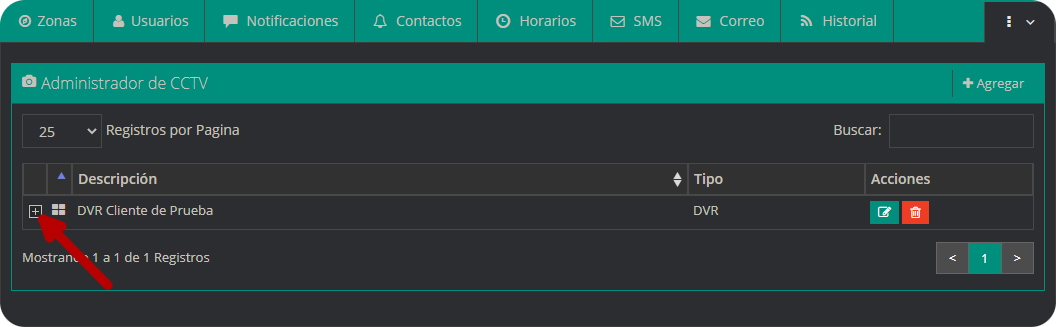 Zonas Usuarios Notificaciones Contactos Horarios SMS Correo Historial
Administrador de CCTV Agregar
25 Registros por Pagina Buscar:
Descripción Tipo Acciones
DVR Cliente de Prueba DVR
1 a 1 de 1 Registros < 1 >